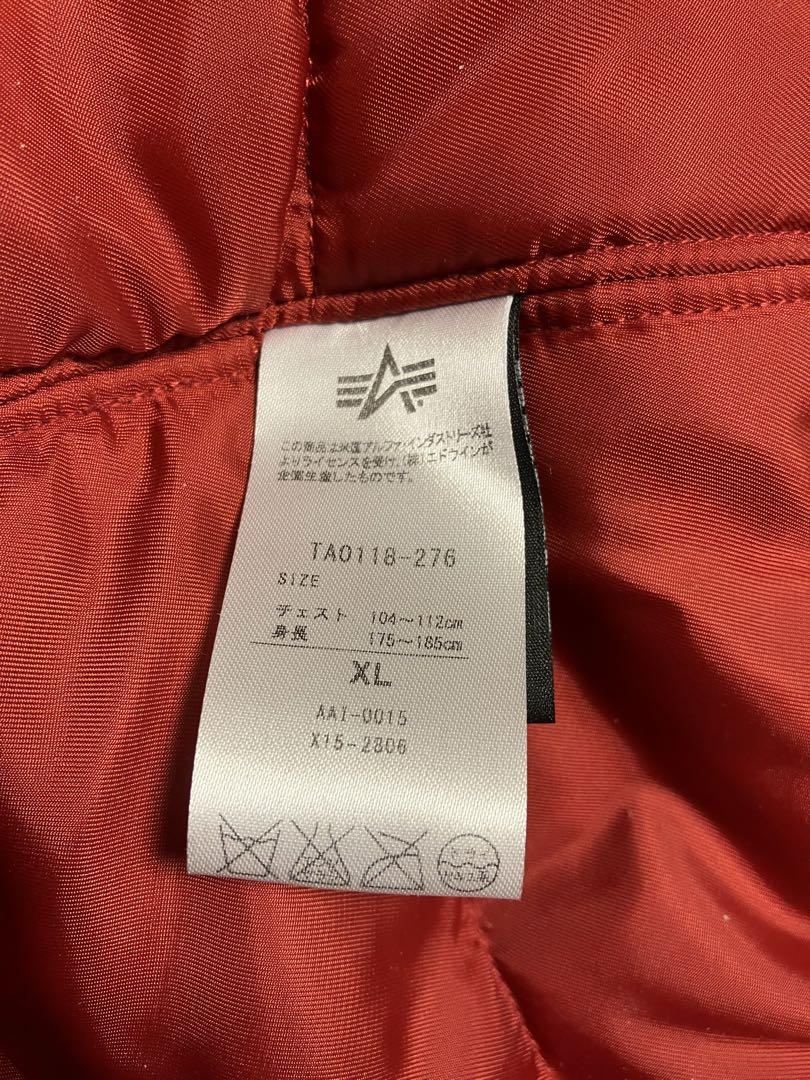 この商品は米国アルファ・インダストリーズ社
よりライセンスを受け、(株)エドウインが
企画生産したものです。
TA0118-276
SIZE
チェスト 104～112cm
身長 175～185cm
XL
AAI-0015
X15-2306